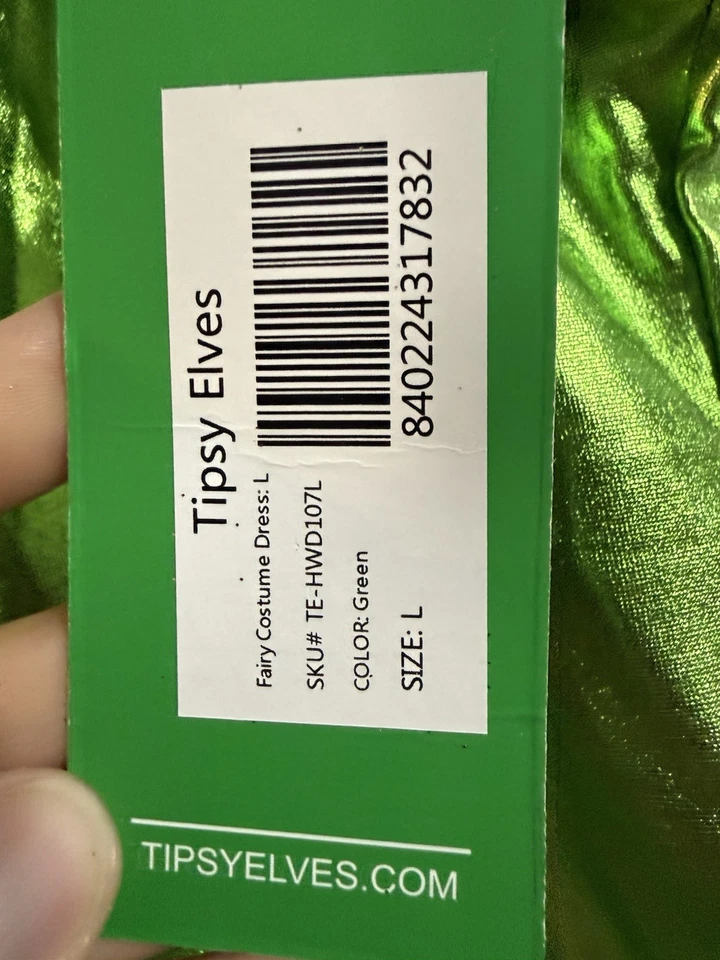 Tipsy Elves
Fairy Costume Dress: L
SKU# TE-HWD107L
COLOR: Green
SIZE: L
840224317832
TIPSYELVES.COM